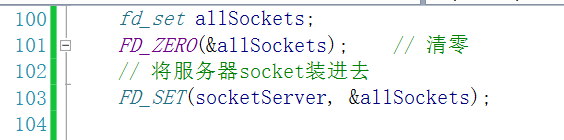 100 fd_set allSockets;
101 FD_ZERO(&allSockets); // 清零
102 // 将服务器socket装进去
103 FD_SET(socketServer, &allSockets);
104